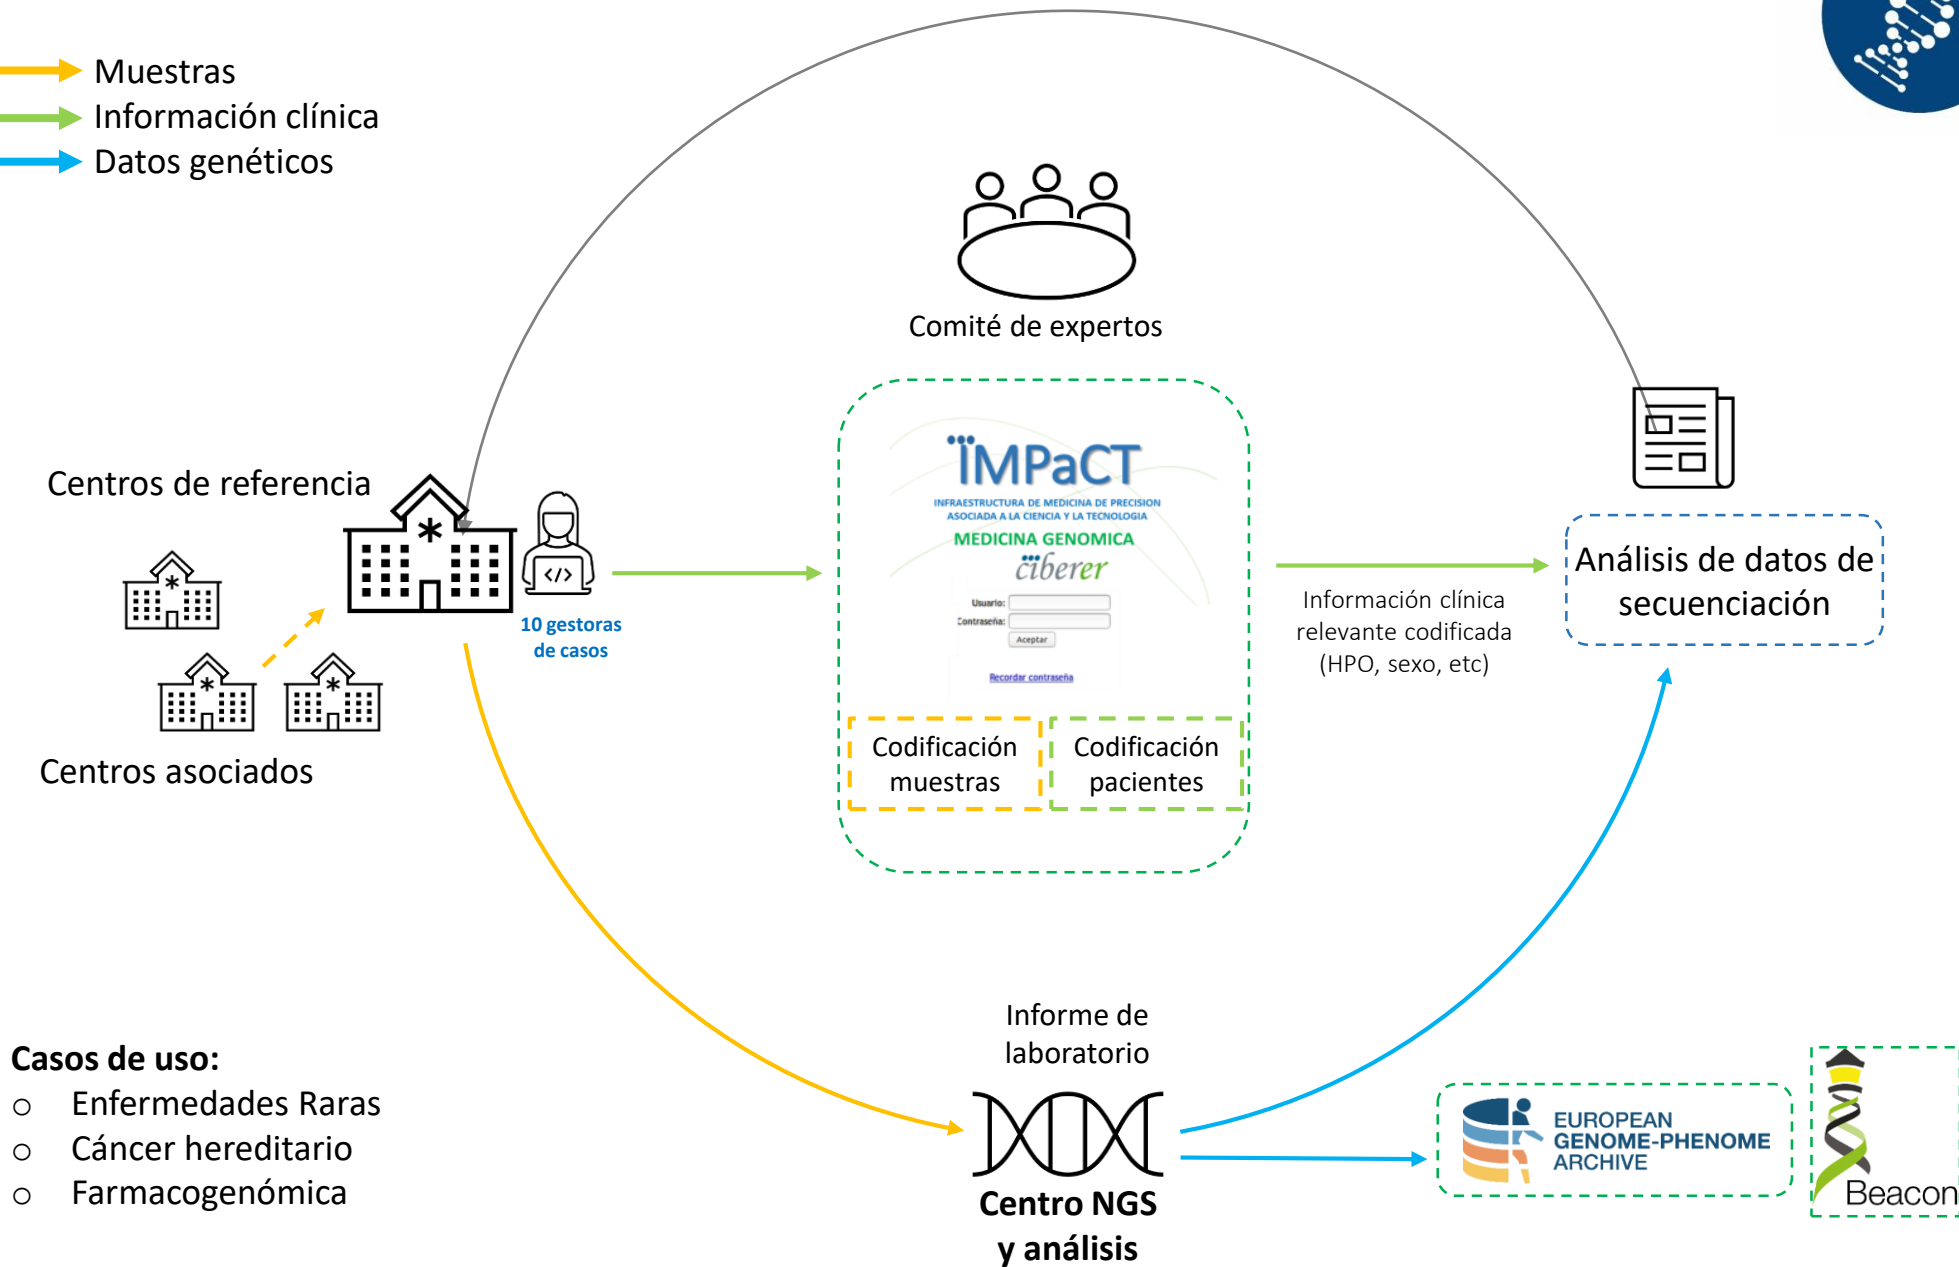 Muestras
Información clínica
Datos genéticos
Comité de expertos
Centros de referencia
10 gestoras
de casos
Centros asociados
IMPaCT
INFRAESTRUCTURA DE MEDICINA DE PRECISION
ASOCIADA A LA CIENCIA Y LA TECNOLOGIA
MEDICINA GENOMICA
ciberer
Usuario:
Contraseña:
Aceptar
Recordar contraseña
Codificación
muestras
Codificación
pacientes
Información clínica
relevante codificada
(HPO, sexo, etc)
Análisis de datos de
secuenciación
Informe de
laboratorio
Centro NGS
y análisis
Casos de uso:
o Enfermedades Raras
o Cáncer hereditario
o Farmacogenómica
EUROPEAN
GENOME-PHENOME
ARCHIVE
Beacon